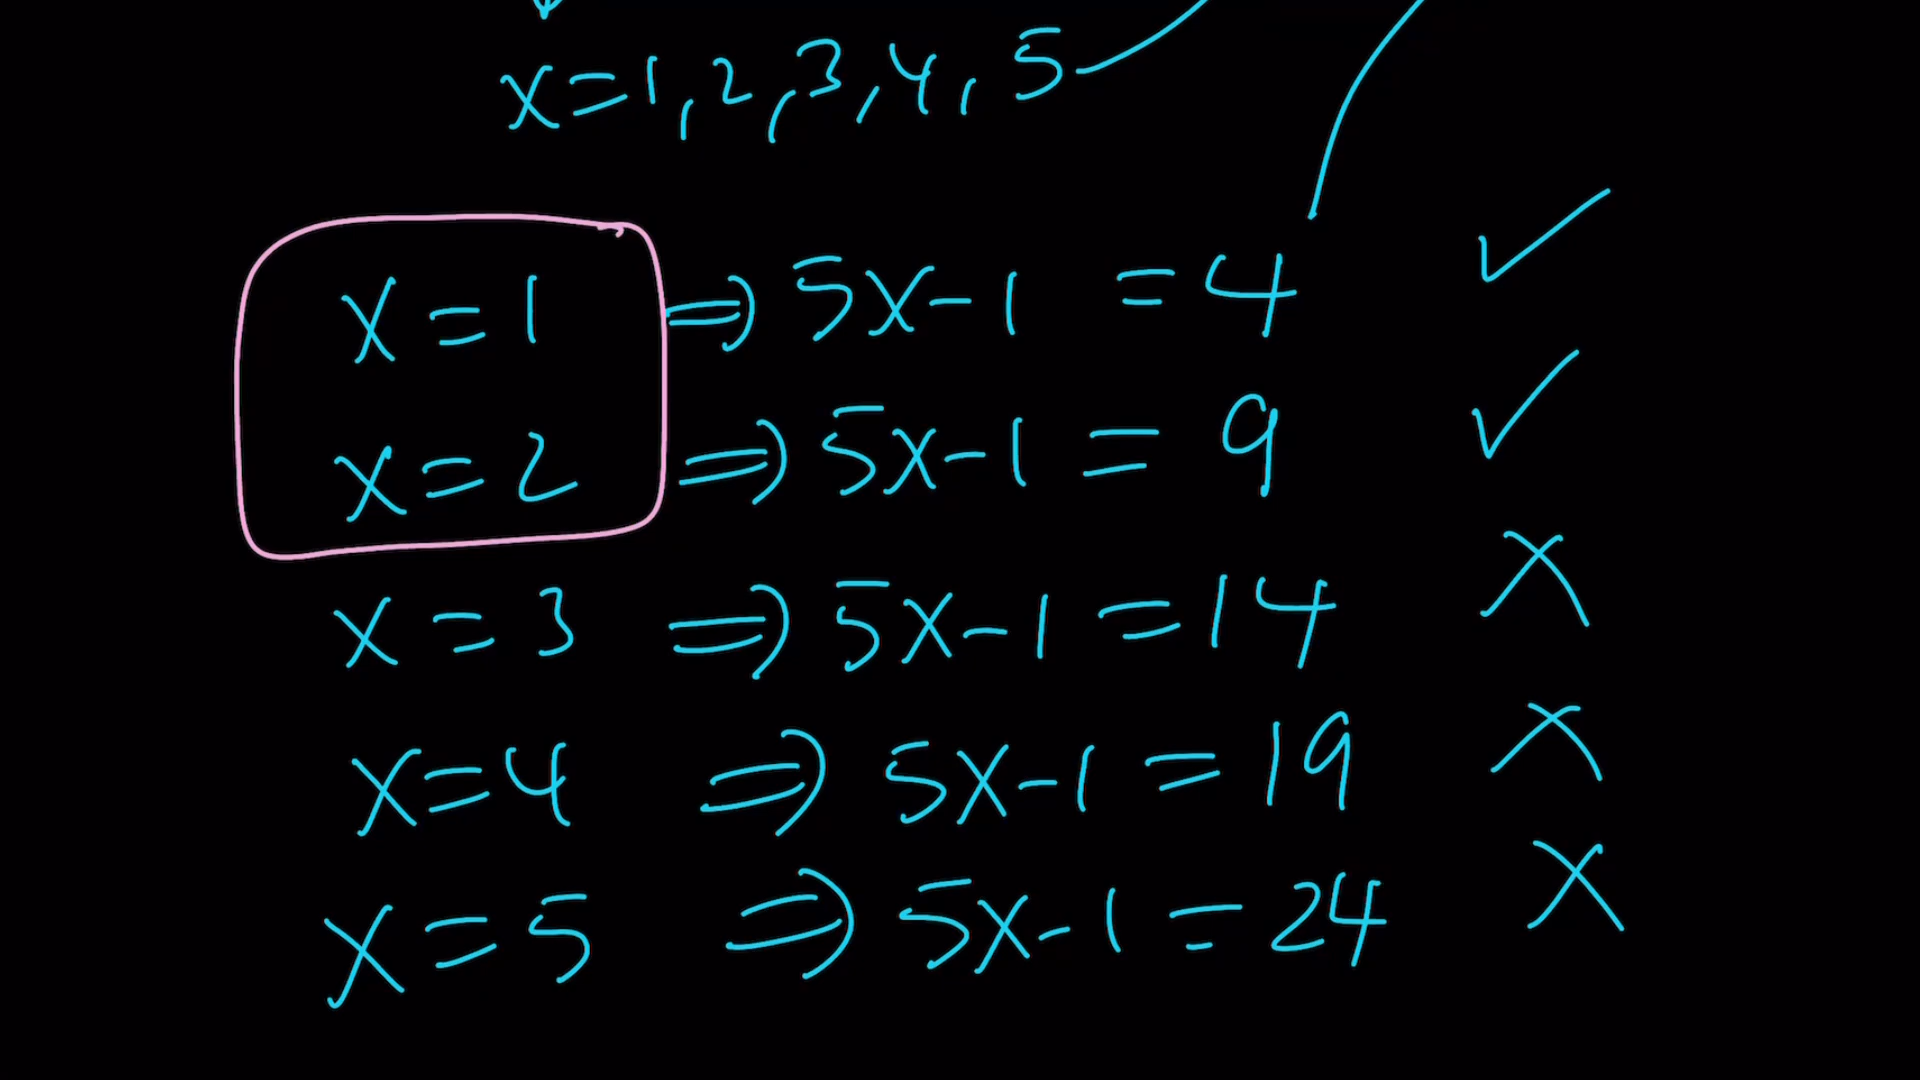 x=1,2,3,4,5
x=1 ⇒ 5x-1 = 4 ✓
x=2 ⇒ 5x-1 = 9 ✓
x=3 ⇒ 5x-1 = 14 X
x=4 ⇒ 5x-1 = 19 X
x=5 ⇒ 5x-1 = 24 X